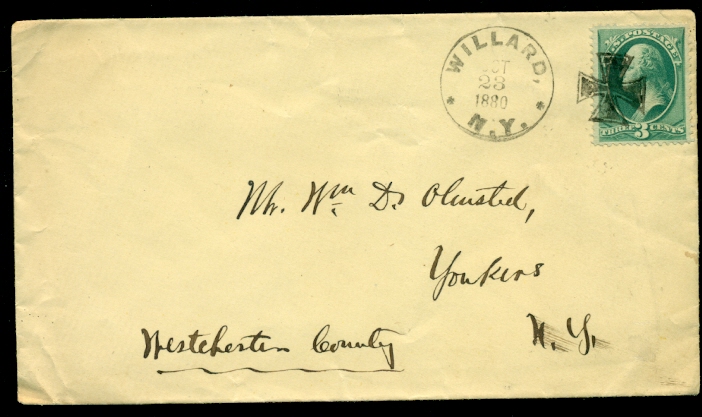 WILLARD,
OCT
23
1880
N.Y.
U.S. POSTAGE
THREE 3 CENTS
Mr. Wm. D. Olmsted,
Yonkers
N. Y.
Westchester County